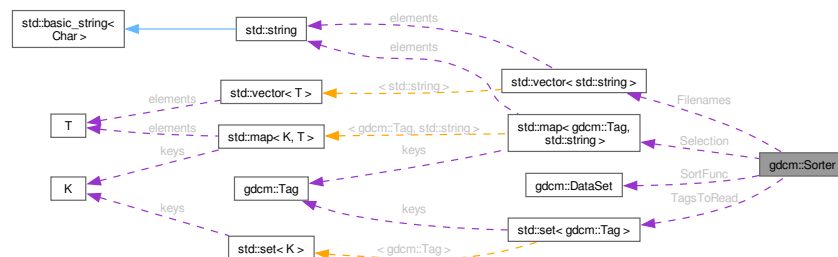 std::basic_string<
Char >
std::string
elements
elements
std::vector< T >
elements
< std::string >
std::vector< std::string >
Filenames
T
elements
std::map< K, T >
< gdcm::Tag, std::string >
std::map< gdcm::Tag,
std::string >
Selection
keys
keys
gdcm::Sorter
K
gdcm::Tag
gdcm::DataSet
SortFunc
TagsToRead
keys
keys
std::set< gdcm::Tag >
std::set< K >
< gdcm::Tag >